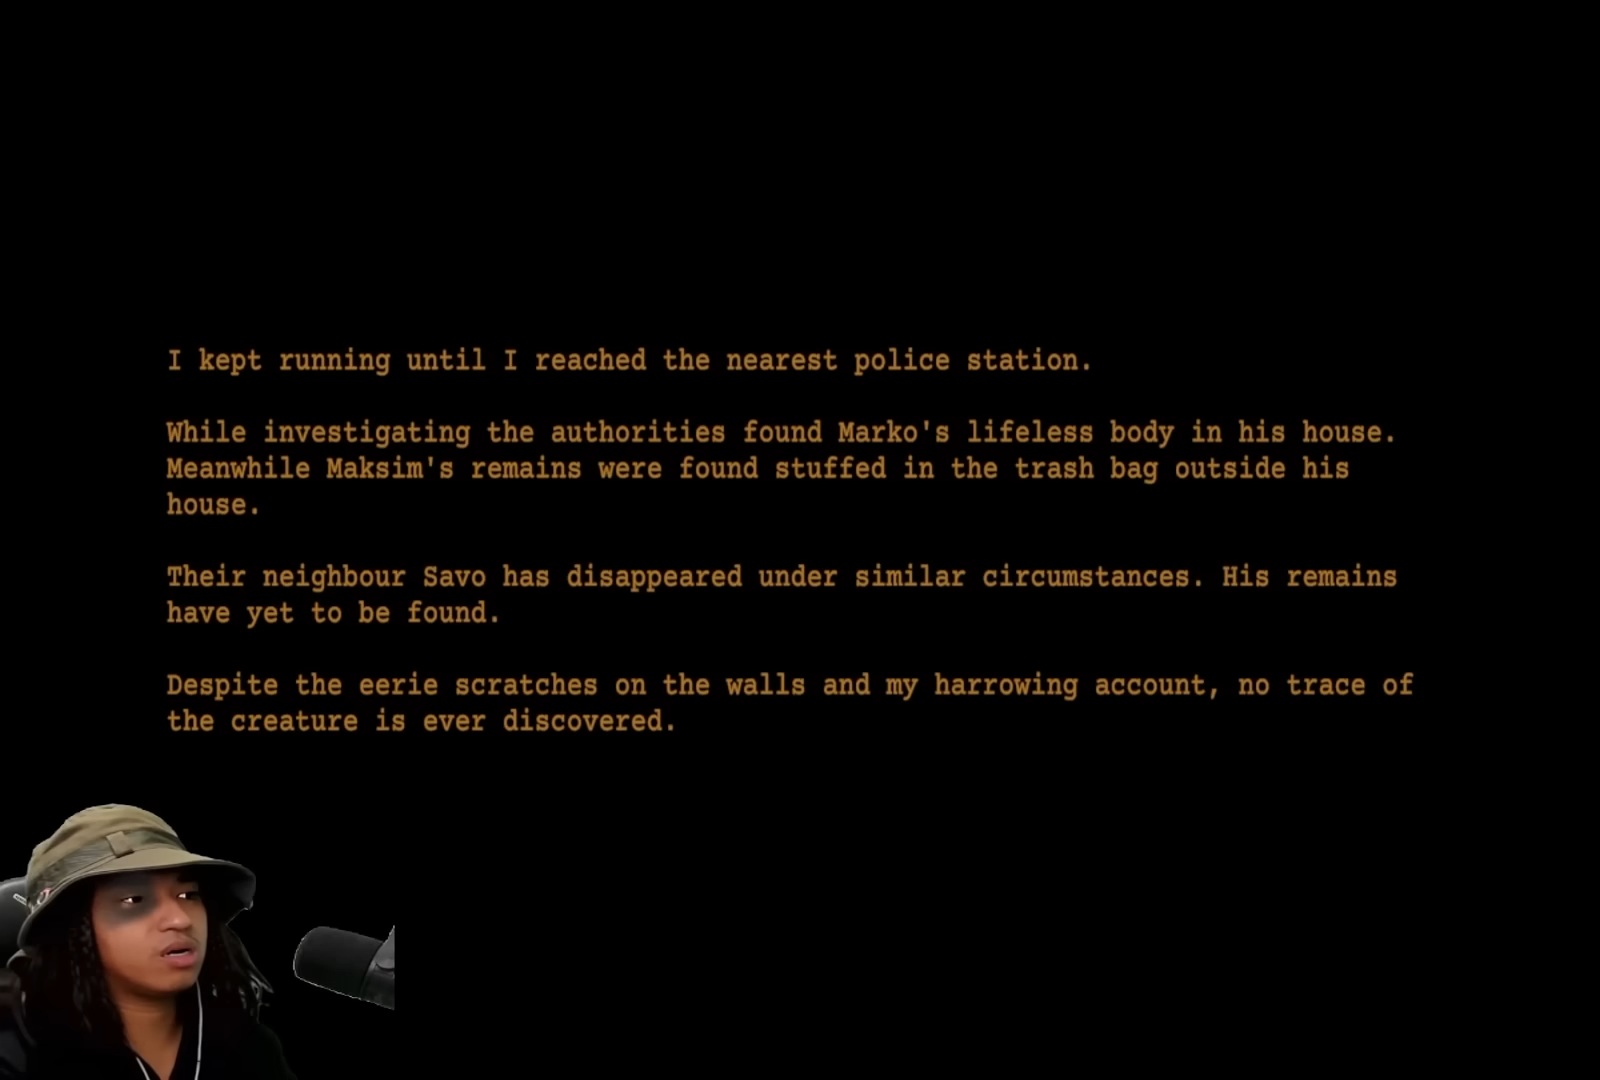 I kept running until I reached the nearest police station.
While investigating the authorities found Marko's lifeless body in his house.
Meanwhile Maksim's remains were found stuffed in the trash bag outside his
house.
Their neighbour Savo has disappeared under similar circumstances. His remains
have yet to be found.
Despite the eerie scratches on the walls and my harrowing account, no trace of
the creature is ever discovered.